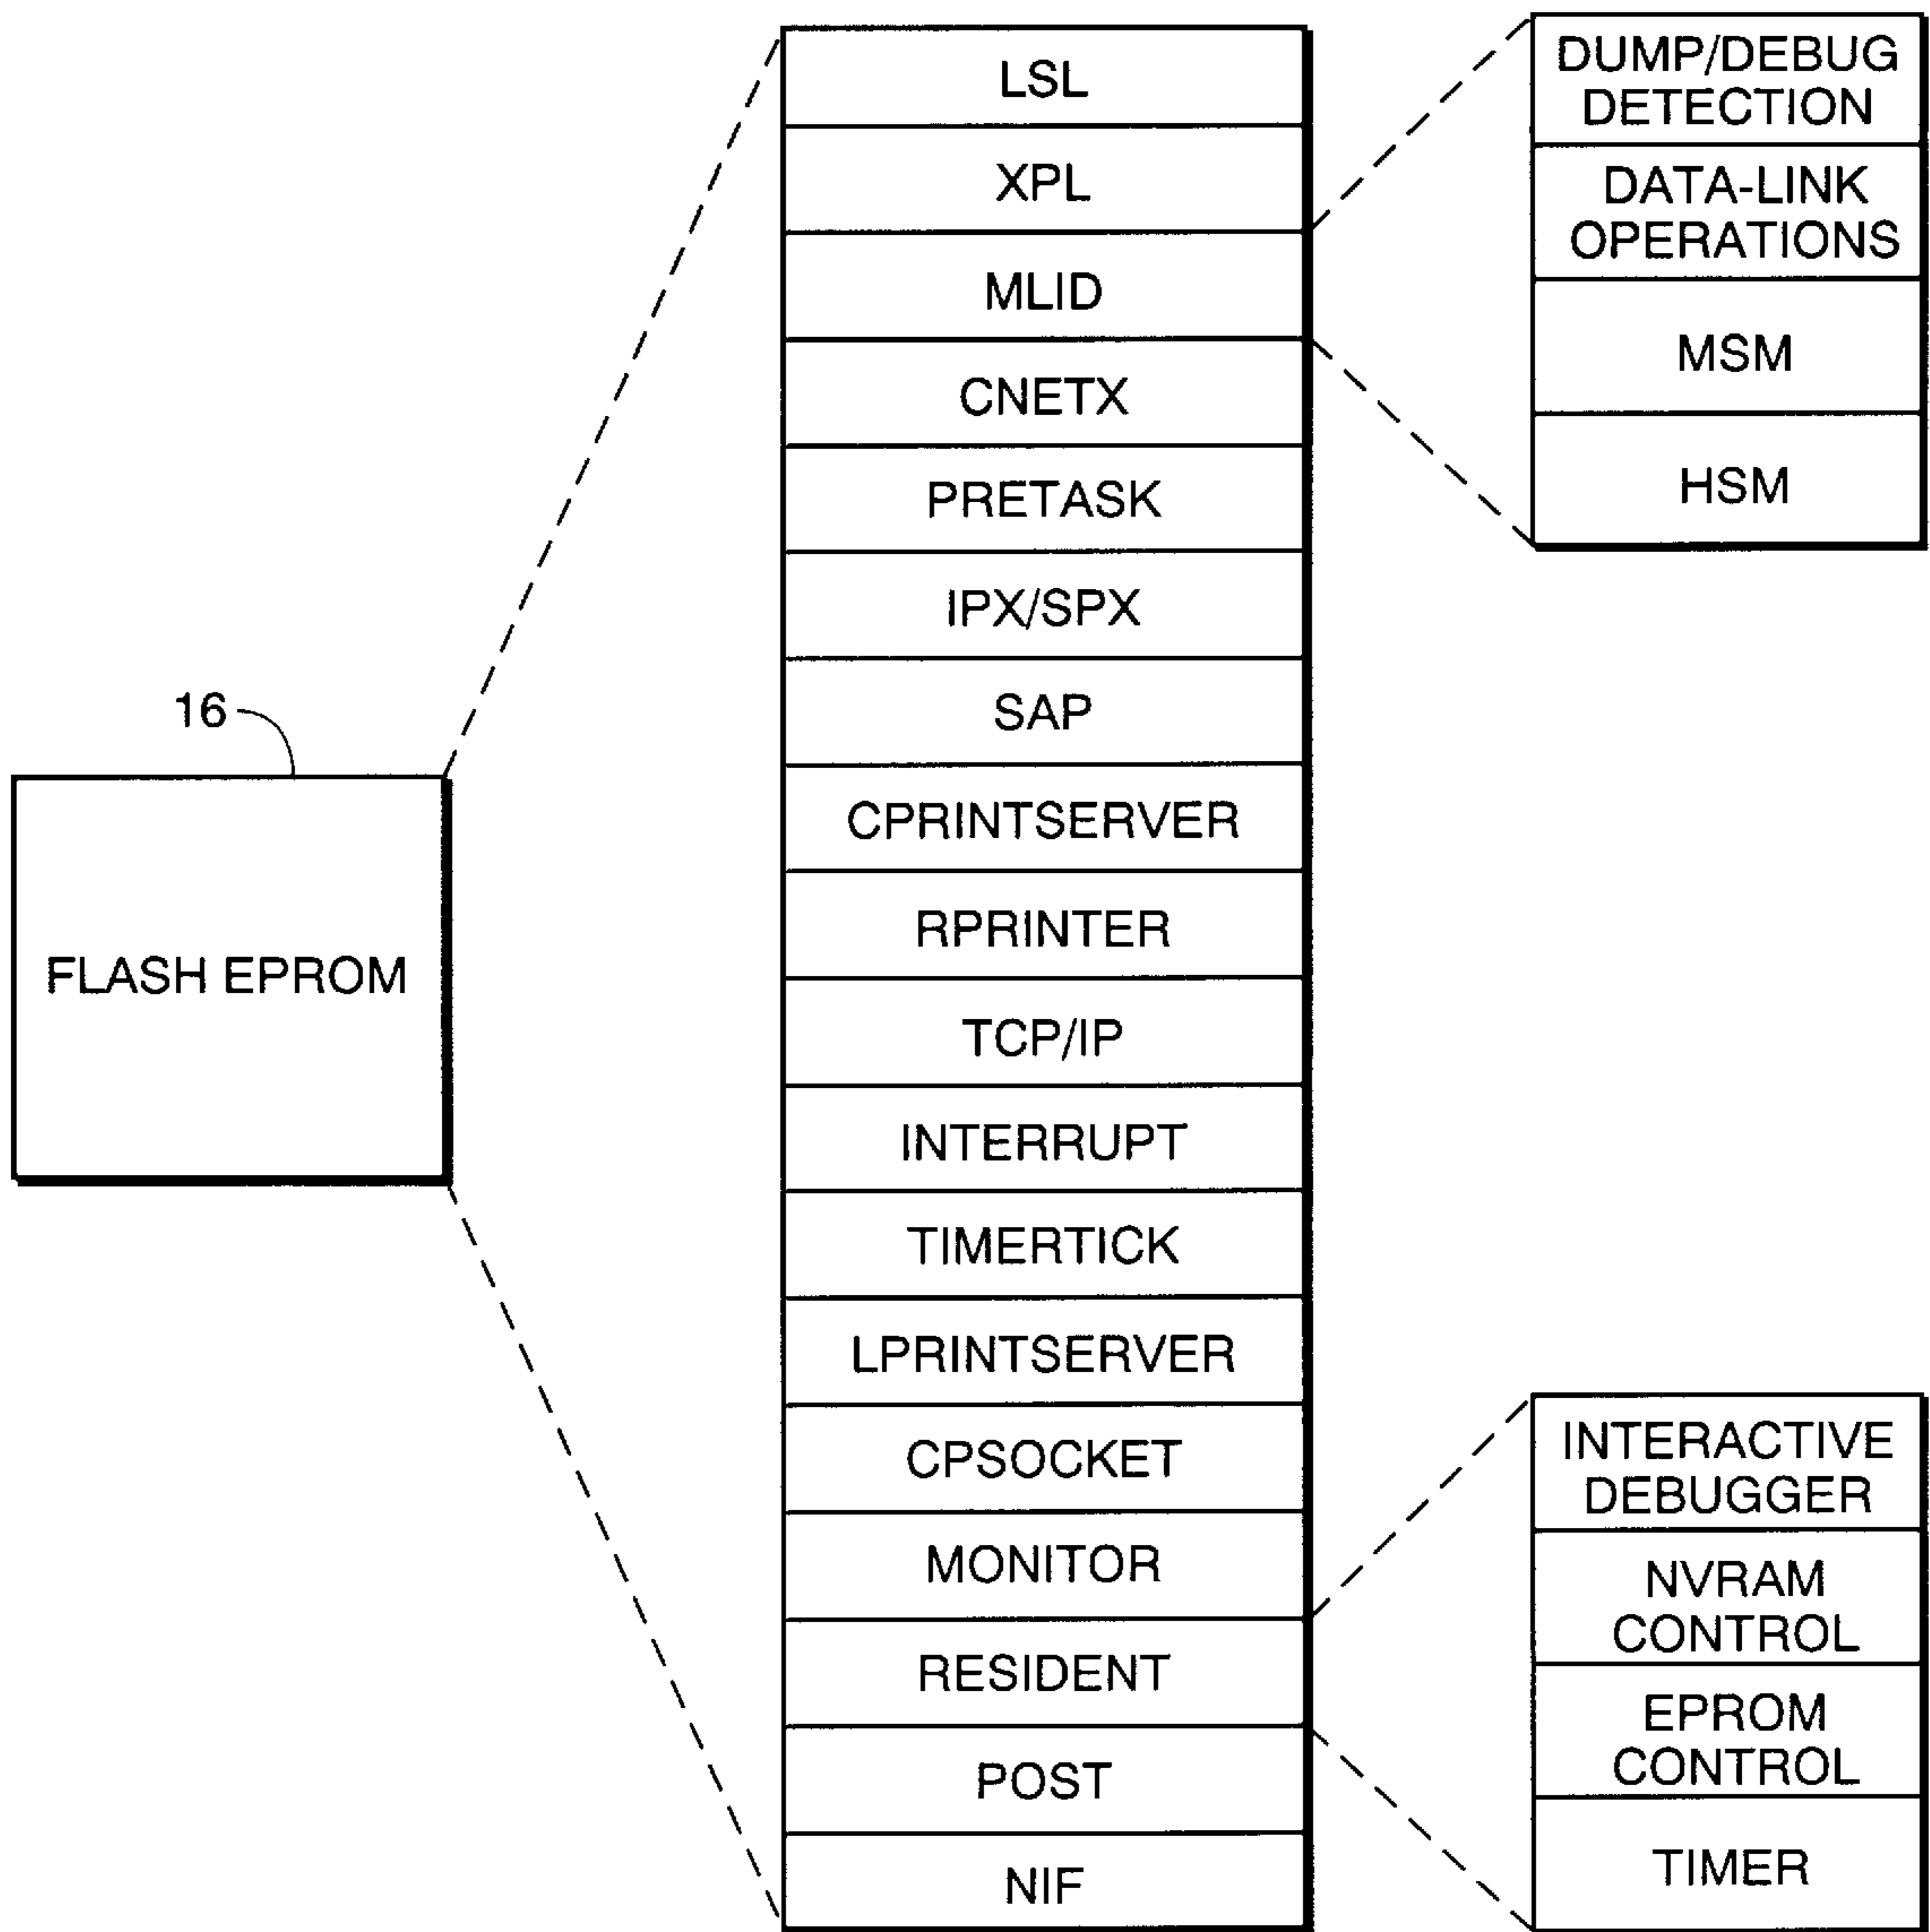 16
FLASH EPROM
LSL
XPL
MLID
CNETX
PRETASK
IPX/SPX
SAP
CPRINTSERVER
RPRINTER
TCP/IP
INTERRUPT
TIMERTICK
LPRINTSERVER
CPSOCKET
MONITOR
RESIDENT
POST
NIF
DUMP/DEBUG
DETECTION
DATA-LINK
OPERATIONS
MSM
HSM
INTERACTIVE
DEBUGGER
NVRAM
CONTROL
EPROM
CONTROL
TIMER